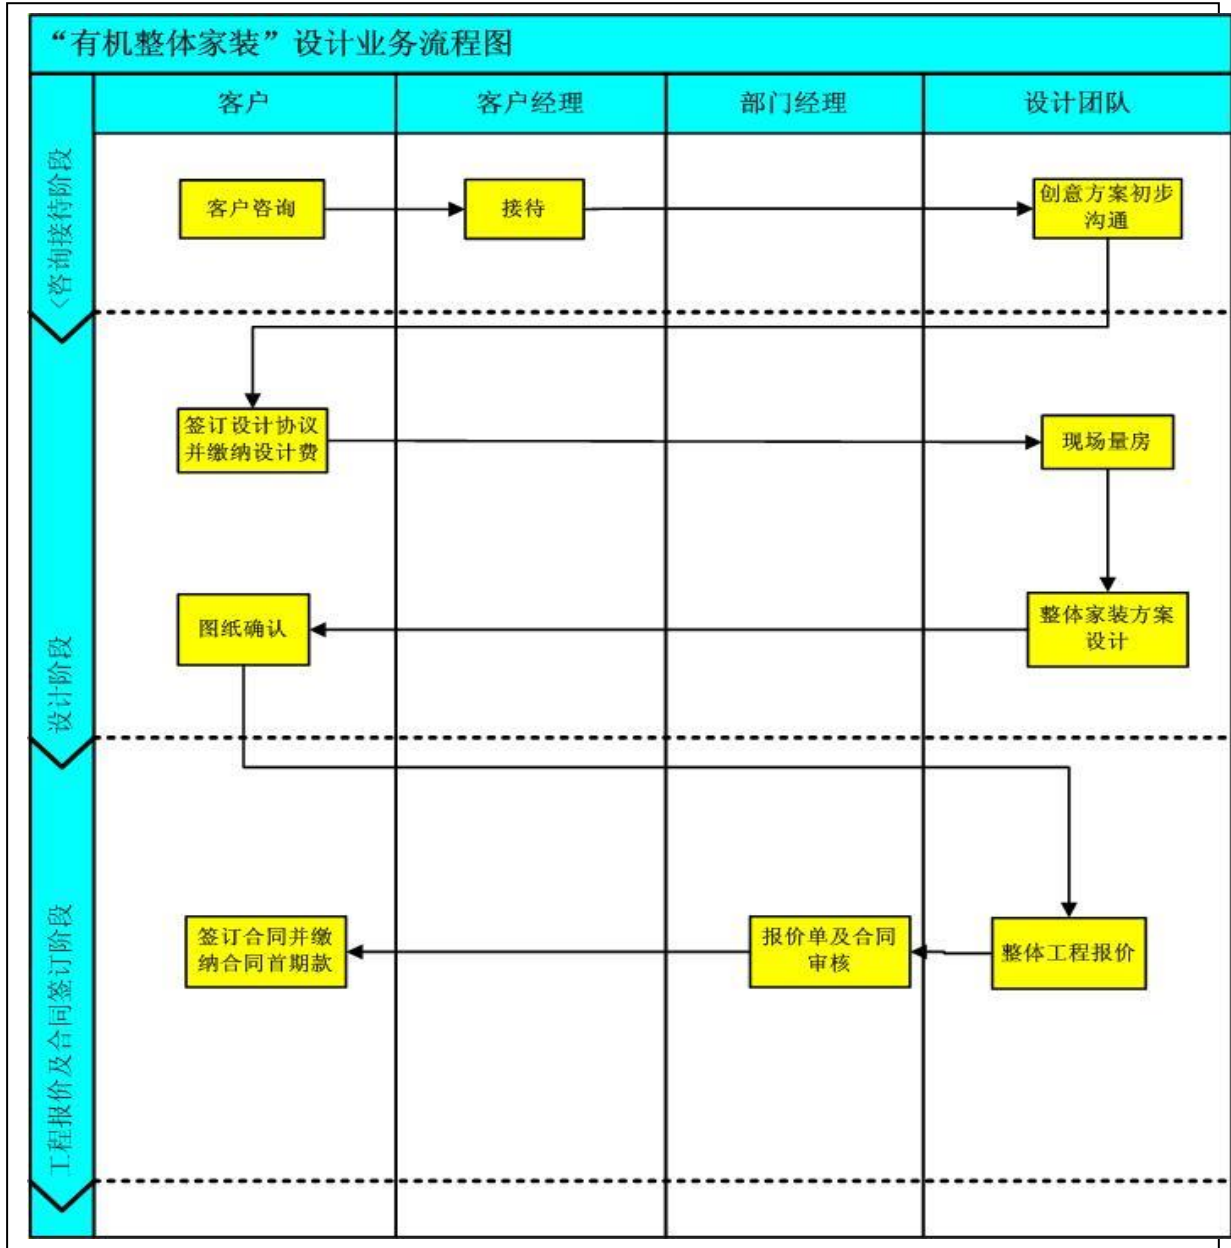 “有机整体家装”设计业务流程图
客户
客户经理
部门经理
设计团队
<咨询接待阶段
客户咨询
接待
创意方案初步
沟通
设计阶段
签订设计协议
并缴纳设计费
现场量房
图纸确认
整体家装方案
设计
工程报价及合同签订阶段
签订合同并缴
纳合同首期款
报价单及合同
审核
整体工程报价